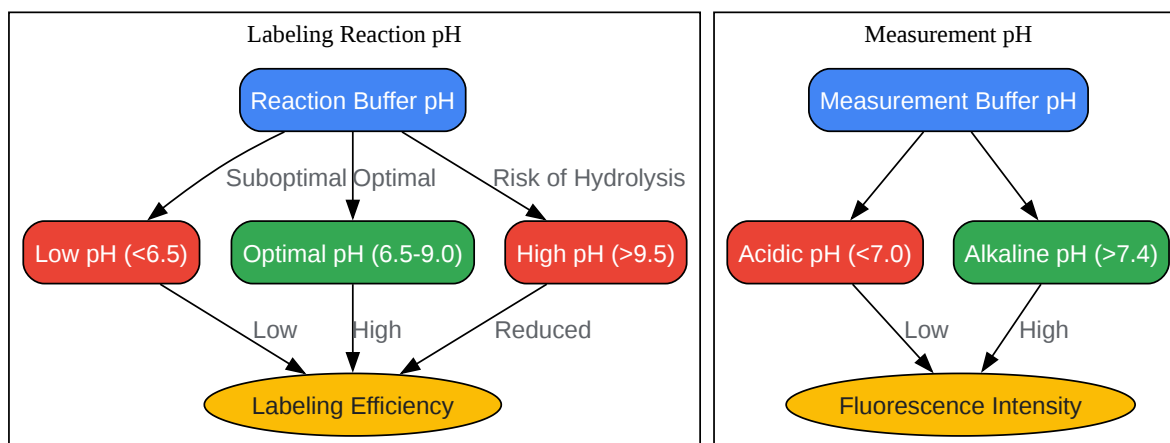 Labeling Reaction pH
Reaction Buffer pH
Suboptimal
Optimal
Risk of Hydrolysis
Low pH (<6.5)
Optimal pH (6.5-9.0)
High pH (>9.5)
Low
High
Reduced
Labeling Efficiency
Measurement pH
Measurement Buffer pH
Acidic pH (<7.0)
Alkaline pH (>7.4)
Low
High
Fluorescence Intensity